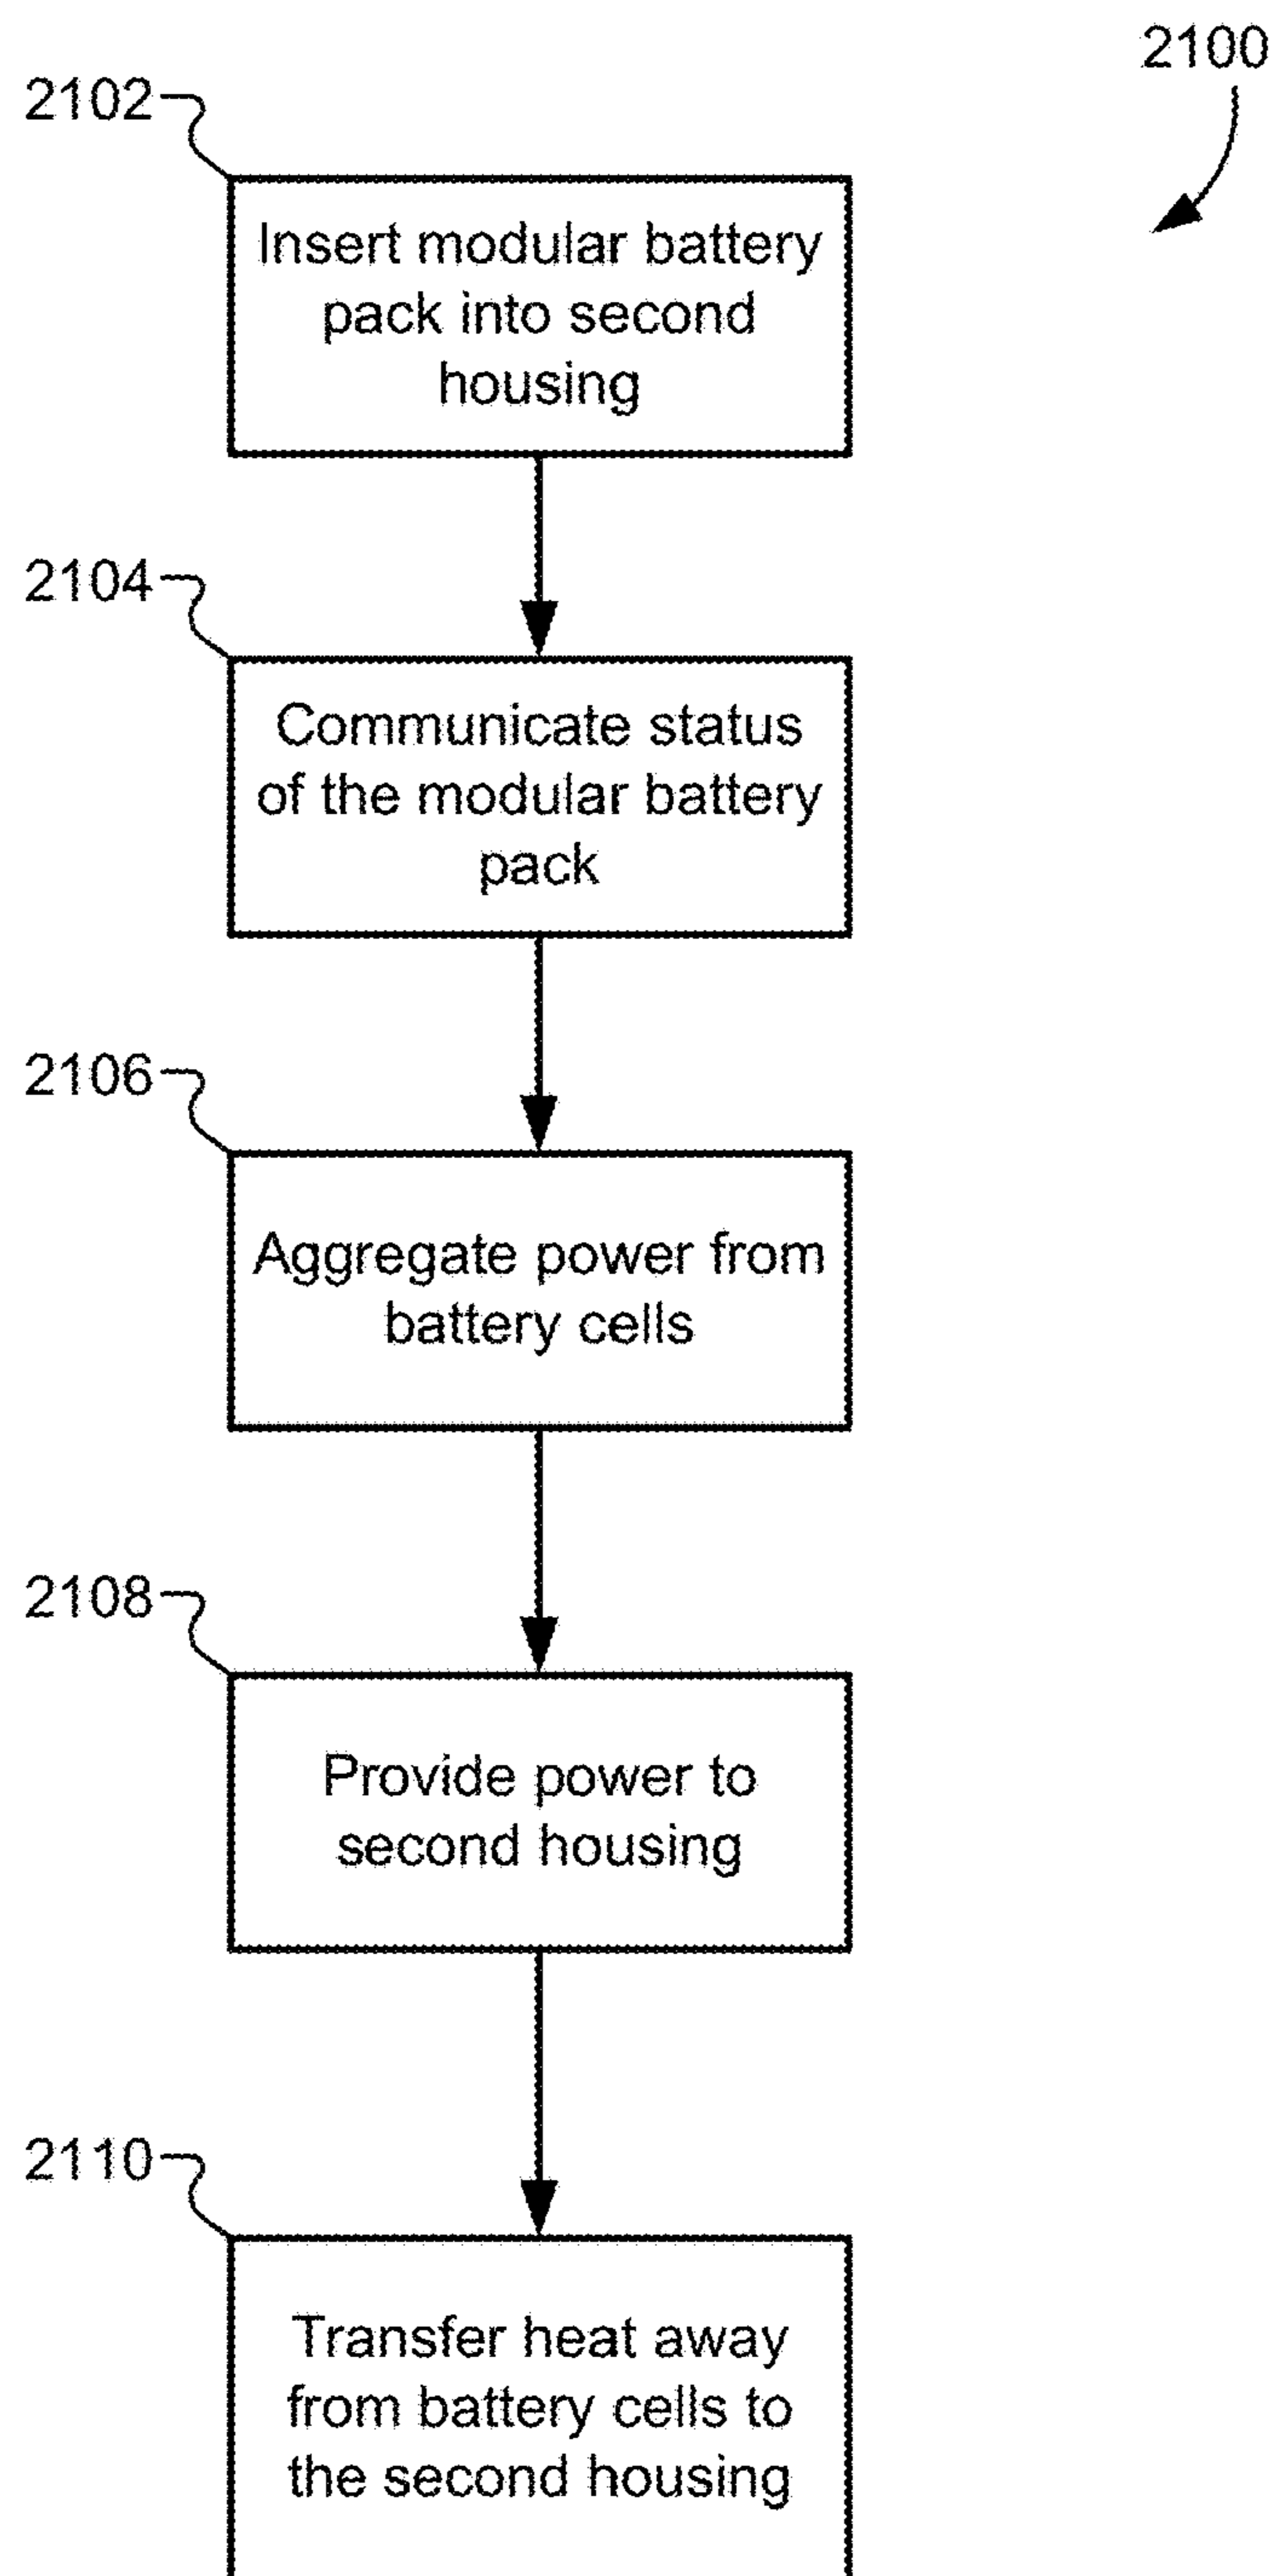 2100
2102
Insert modular battery
pack into second
housing
2104
Communicate status
of the modular battery
pack
2106
Aggregate power from
battery cells
2108
Provide power to
second housing
2110
Transfer heat away
from battery cells to
the second housing